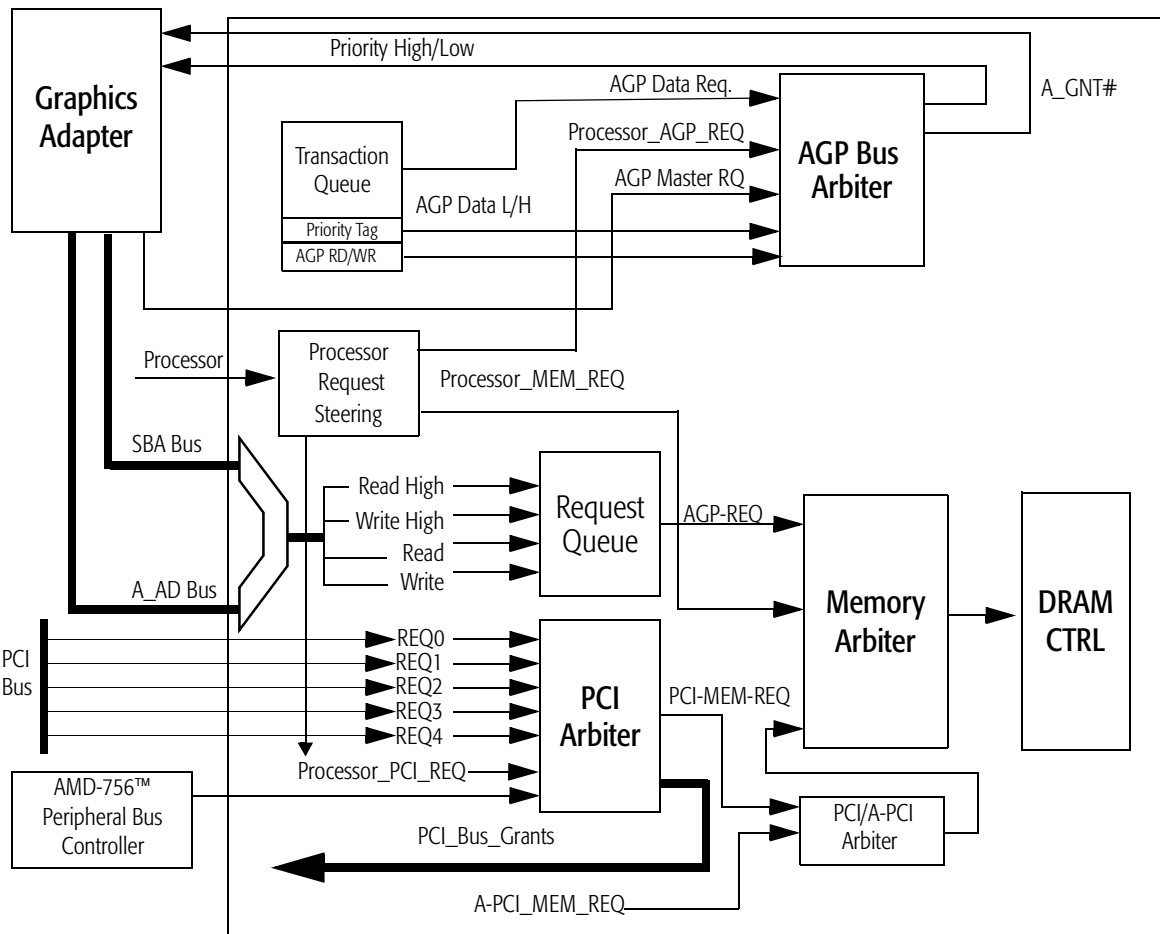 Graphics
Adapter
Priority High/Low
A_GNT#
AGP Data Req.
Processor_AGP_REQ
AGP Master RQ
AGP Bus
Arbiter
Transaction
Queue
AGP Data L/H
Priority Tag
AGP RD/WR
Processor
Processor
Request
Steering
Processor_MEM_REQ
SBA Bus
A_AD Bus
Read High
Write High
Read
Write
Request
Queue
AGP-REQ
Memory
Arbiter
DRAM
CTRL
PCI
Bus
REQ0
REQ1
REQ2
REQ3
REQ4
Processor_PCI_REQ
PCI
Arbiter
PCI-MEM-REQ
AMD-756™
Peripheral Bus
Controller
PCI_Bus_Grants
PCI/A-PCI
Arbiter
A-PCI_MEM_REQ